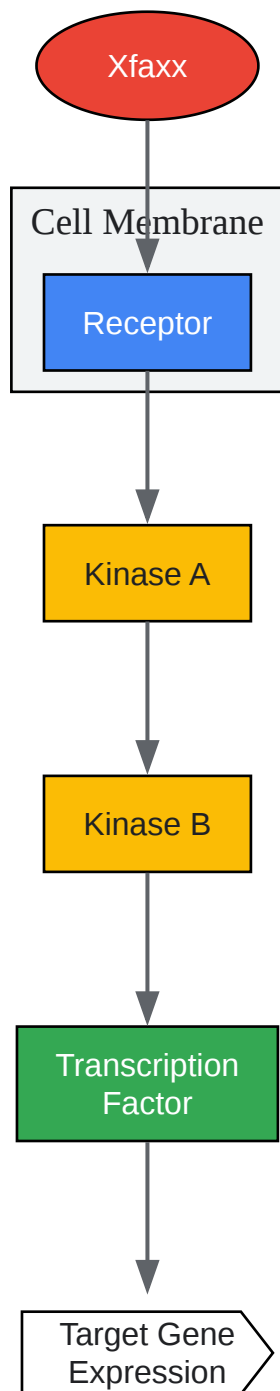 Xfaxx
Cell Membrane
Receptor
Kinase A
Kinase B
Transcription
Factor
Target Gene
Expression